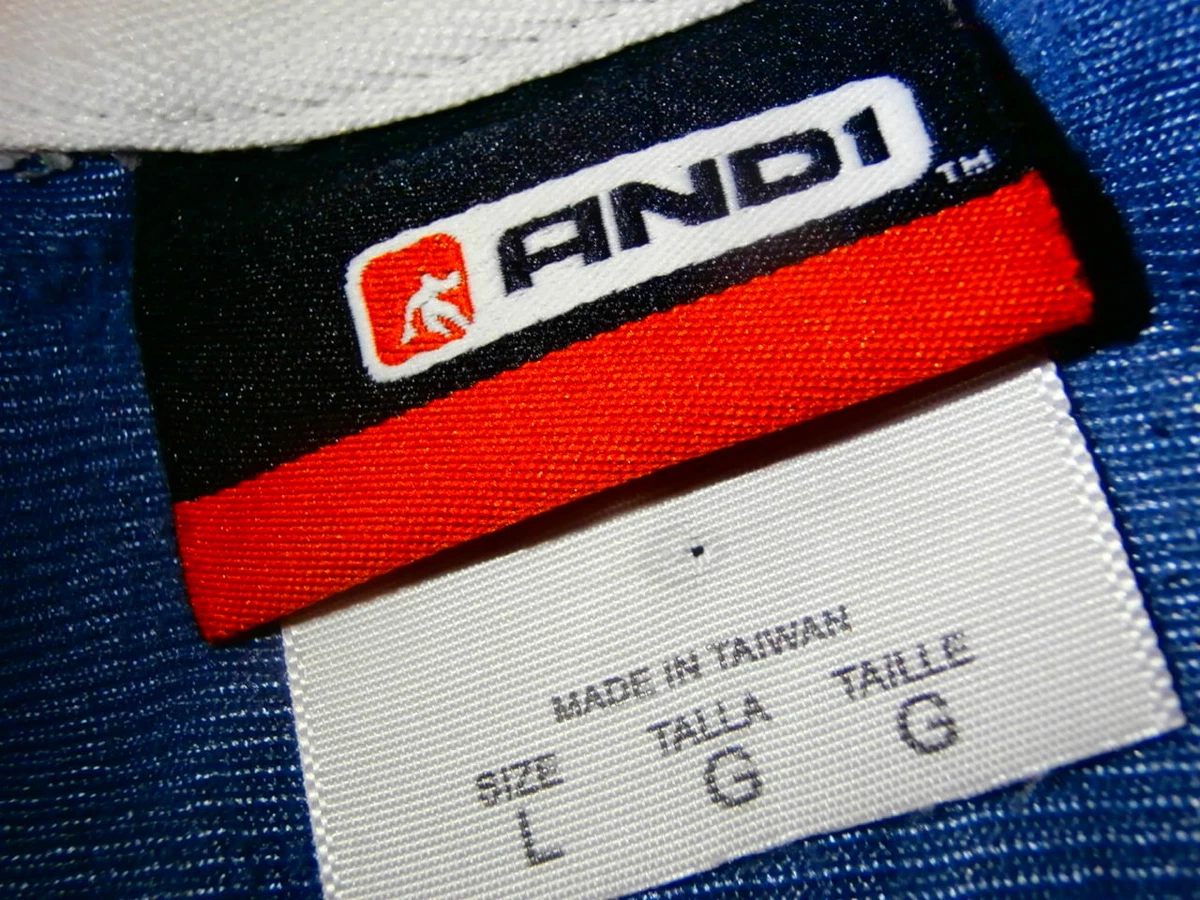 AND1 ™
MADE IN TAIWAN
SIZE TALLA TAILLE
L G G